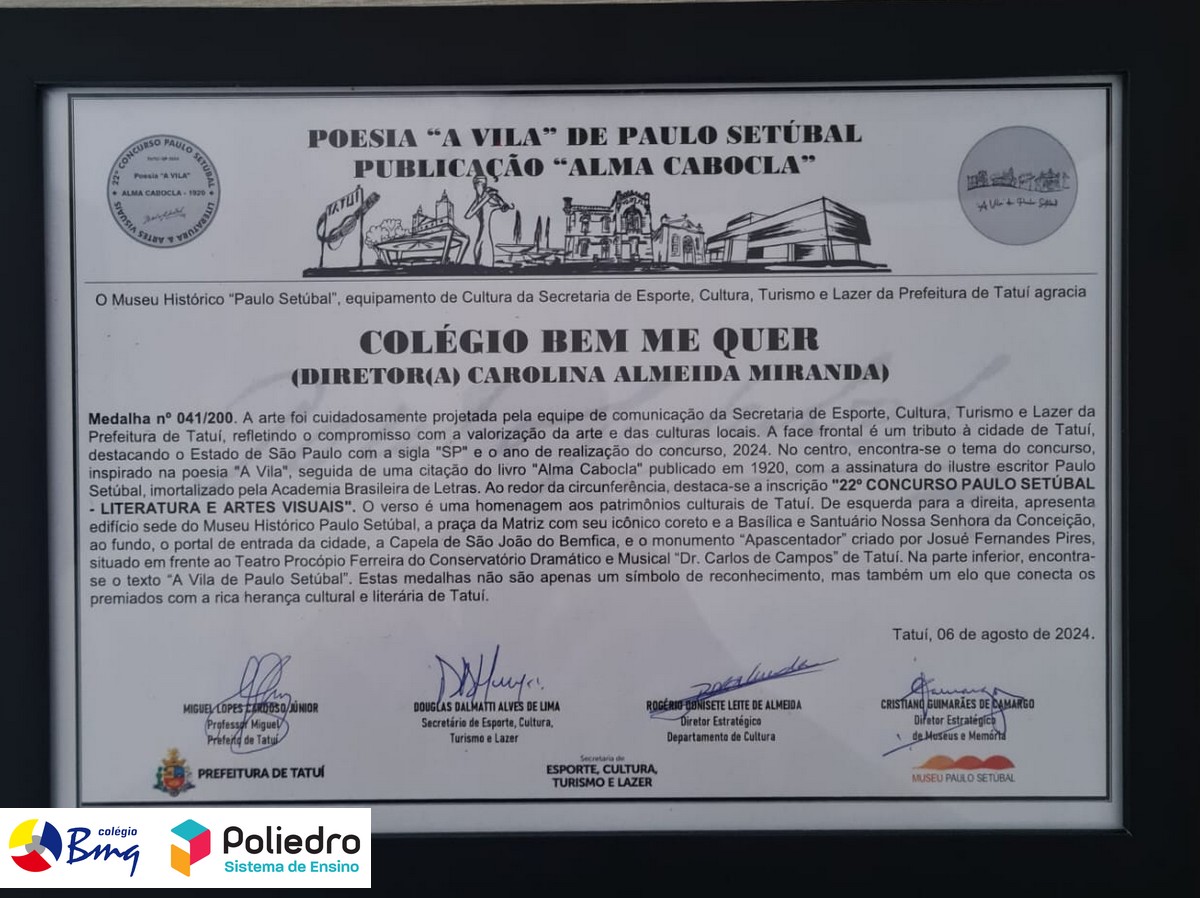 POESIA “A VILA” DE PAULO SETÚBAL
PUBLICAÇÃO “ALMA CABOCLA”
22º CONCURSO PAULO SETÚBAL
LITERATURA & ARTES VISUAIS
Poesia "A VILA"
ALMA CABOCLA - 1920
TATUÍ
"A Vila de Paulo Setúbal"
O Museu Histórico “Paulo Setúbal”, equipamento de Cultura da Secretaria de Esporte, Cultura, Turismo e Lazer da Prefeitura de Tatuí agracia
COLÉGIO BEM ME QUER
(DIRETOR(A) CAROLINA ALMEIDA MIRANDA)
Medalha nº 041/200. A arte foi cuidadosamente projetada pela equipe de comunicação da Secretaria de Esporte, Cultura, Turismo e Lazer da
Prefeitura de Tatuí, refletindo o compromisso com a valorização da arte e das culturas locais. A face frontal é um tributo à cidade de Tatuí,
destacando o Estado de São Paulo com a sigla "SP" e o ano de realização do concurso, 2024. No centro, encontra-se o tema do concurso,
inspirado na poesia "A Vila", seguida de uma citação do livro "Alma Cabocla" publicado em 1920, com a assinatura do ilustre escritor Paulo
Setúbal, imortalizado pela Academia Brasileira de Letras. Ao redor da circunferência, destaca-se a inscrição "22º CONCURSO PAULO SETÚBAL
- LITERATURA E ARTES VISUAIS". O verso é uma homenagem aos patrimônios culturais de Tatuí. De esquerda para a direita, apresenta
edifício sede do Museu Histórico Paulo Setúbal, a praça da Matriz com seu icônico coreto e a Basílica e Santuário Nossa Senhora da Conceição,
ao fundo, o portal de entrada da cidade, a Capela de São João do Bemfica, e o monumento “Apascentador” criado por Josué Fernandes Pires,
situado em frente ao Teatro Procópio Ferreira do Conservatório Dramático e Musical “Dr. Carlos de Campos” de Tatuí. Na parte inferior, encontra-
se o texto “A Vila de Paulo Setúbal”. Estas medalhas não são apenas um símbolo de reconhecimento, mas também um elo que conecta os
premiados com a rica herança cultural e literária de Tatuí.
Tatuí, 06 de agosto de 2024.
MIGUEL LOPES CARDOSO JÚNIOR
Professor Miguel
Prefeito de Tatuí
DOUGLAS DALMATTI ALVES DE LIMA
Secretário de Esporte, Cultura,
Turismo e Lazer
ROGÉRIO DONISETE LEITE DE ALMEIDA
Diretor Estratégico
Departamento de Cultura
CRISTIANO GUIMARÃES DE CAMARGO
Diretor Estratégico
de Museus e Memória
PREFEITURA DE TATUÍ
Secretaria de
ESPORTE, CULTURA,
TURISMO E LAZER
MUSEU PAULO SETÚBAL
colégio
Bmq
Poliedro
Sistema de Ensino